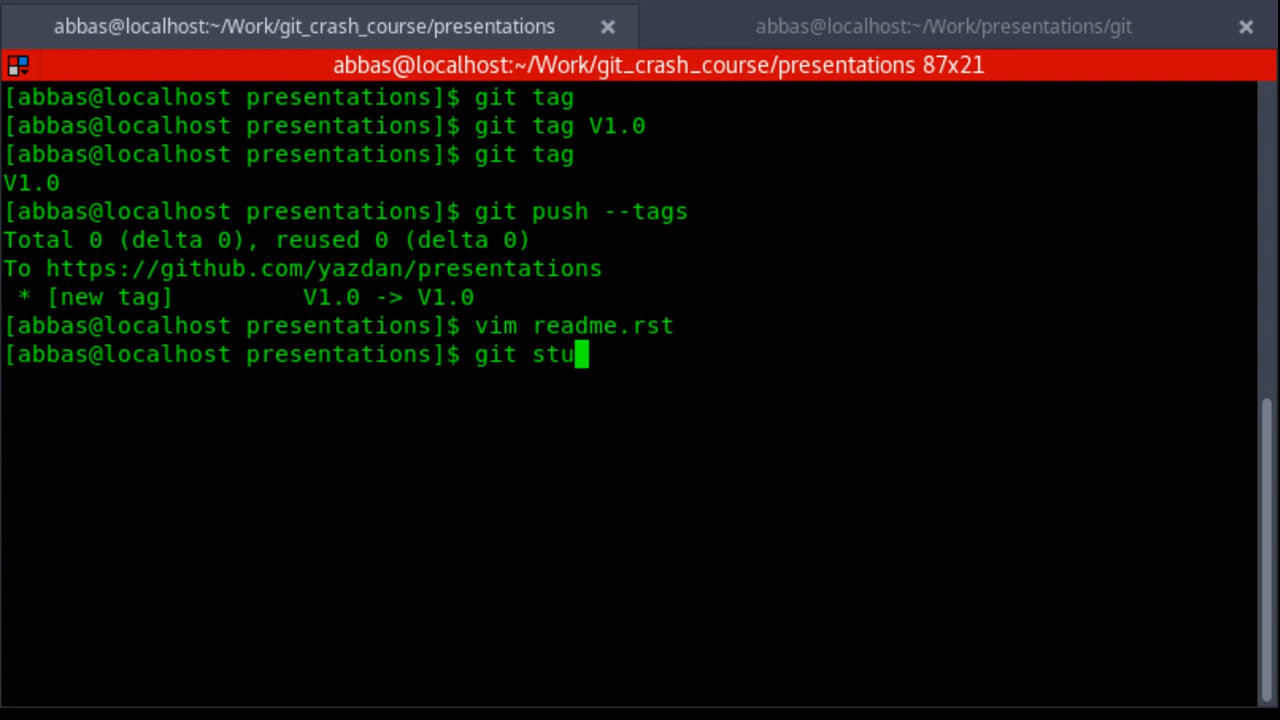 abbas@localhost:~/Work/git_crash_course/presentations
abbas@localhost:~/Work/presentations/git
abbas@localhost:~/Work/git_crash_course/presentations 87x21
[abbas@localhost presentations]$ git tag
[abbas@localhost presentations]$ git tag V1.0
[abbas@localhost presentations]$ git tag
V1.0
[abbas@localhost presentations]$ git push --tags
Total 0 (delta 0), reused 0 (delta 0)
To https://github.com/yazdan/presentations
 * [new tag]         V1.0 -> V1.0
[abbas@localhost presentations]$ vim readme.rst
[abbas@localhost presentations]$ git stu